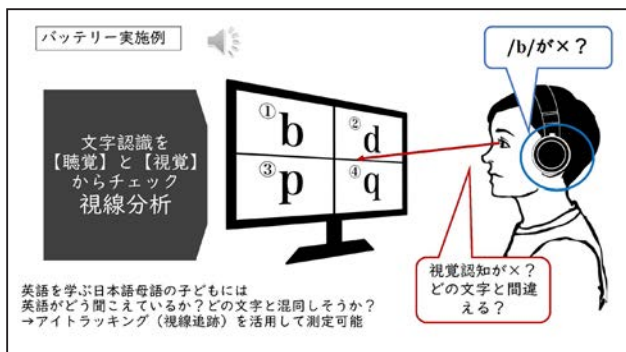 バッテリー実施例
/b/が×?
文字認識を
【聴覚】と【視覚】
からチェック
視線分析
① b
② d
③ p
④ q
視覚認知が×?
どの文字と間違
える?
英語を学ぶ日本語母語の子どもには
英語がどう聞こえているか?どの文字と混同しそうか?
→アイトラッキング(視線追跡)を活用して測定可能